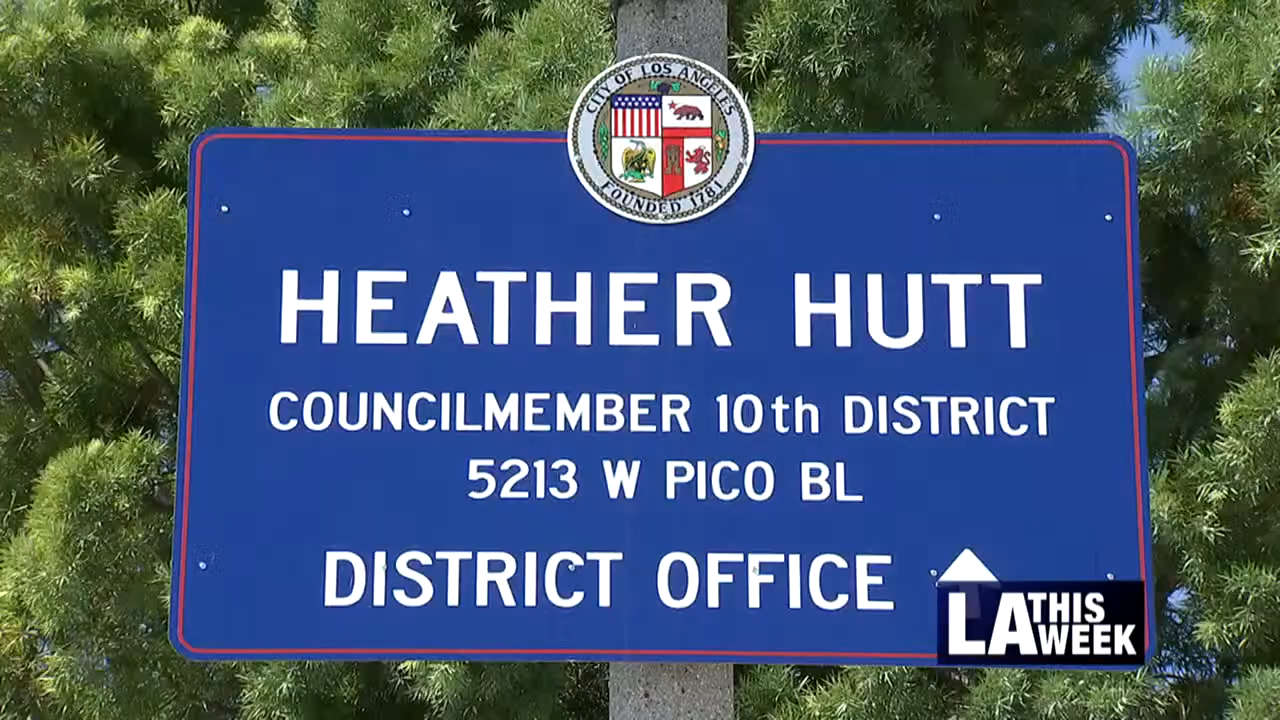 CITY OF LOS ANGELES
FOUNDED 1781
HEATHER HUTT
COUNCILMEMBER 10th DISTRICT
5213 W PICO BL
DISTRICT OFFICE
LA THIS WEEK